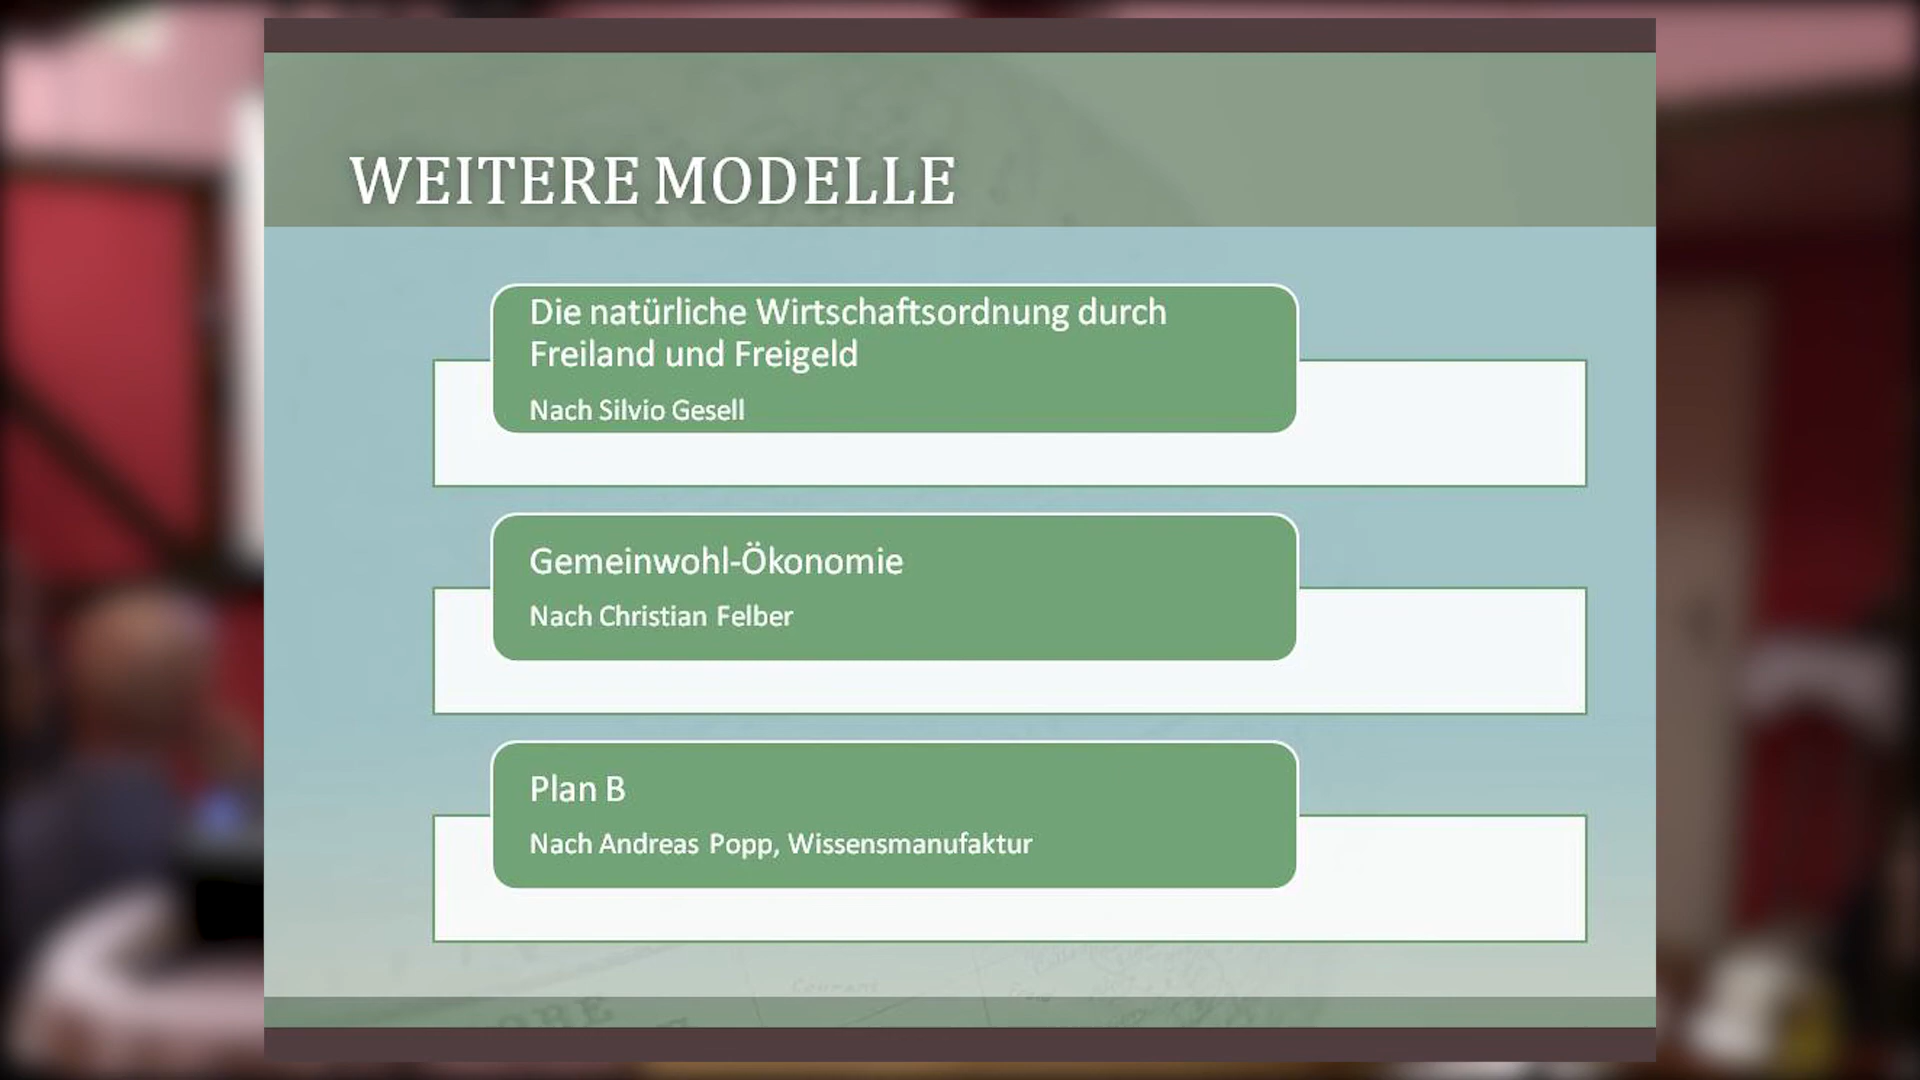 WEITERE MODELLE
Die natürliche Wirtschaftsordnung durch
Freiland und Freigeld
Nach Silvio Gesell
Gemeinwohl-Ökonomie
Nach Christian Felber
Plan B
Nach Andreas Popp, Wissensmanufaktur